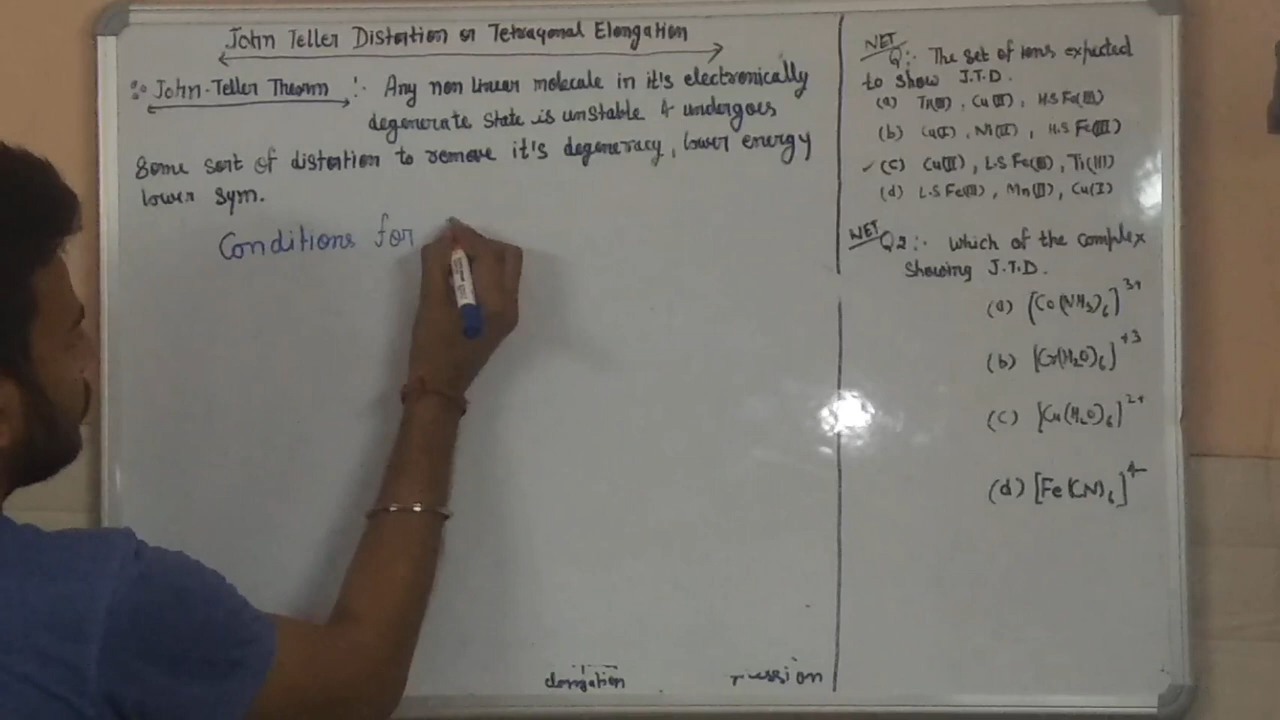 John Teller Distortion or Tetragonal Elongation
John-Teller Theorm :- Any non linear molecule in it's electronically
degenerate state is unstable & undergoes
Some sort of distortion to remove it's degeneracy, lower energy
lower sym.
Conditions for
elongation
ression
NET
Q:- The set of ions expected
to show J.T.D.
(a) Ti(III), Cu(II), H.S Fe(III)
(b) Cu(I), Ni(II), H.S Fe(III)
(c) Cu(II), L.S Fe(III), Ti(III)
(d) L.S Fe(III), Mn(II), Cu(I)
NET
Q2:- Which of the complex
Showing J.T.D.
(a) [Co(NH3)6]3+
(b) [Cr(H2O)6]+3
(c) [Cu(H2O)6]2+
(d) [Fe(CN)6]4-